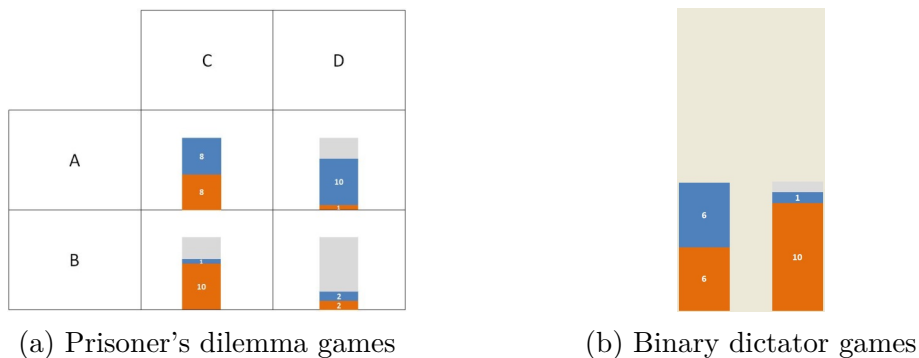 C D
A 8 10
8 1
B 1 2
10 2
6 1
6 10
(a) Prisoner's dilemma games
(b) Binary dictator games